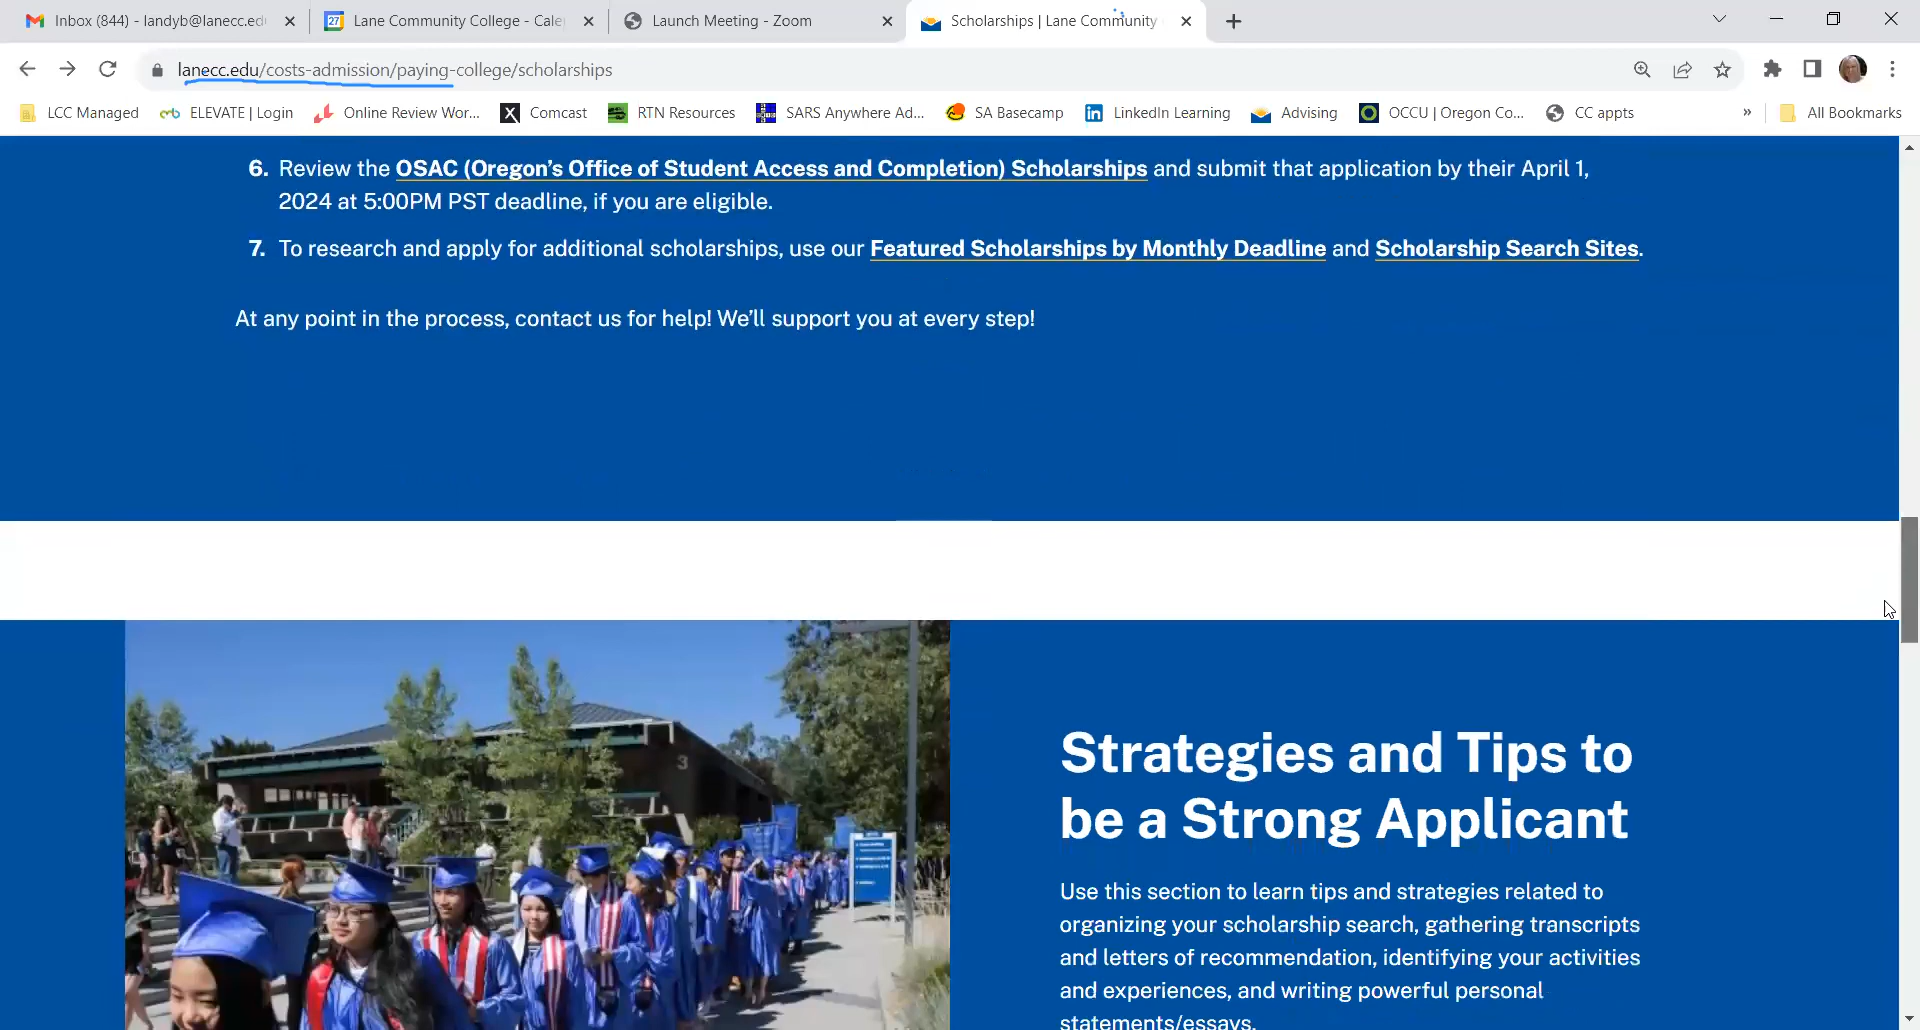 Inbox (844) - landyb@lanecc.ed
Lane Community College - Cale
Launch Meeting - Zoom
Scholarships | Lane Community
lanecc.edu/costs-admission/paying-college/scholarships
LCC Managed
ELEVATE | Login
Online Review Wor...
Comcast
RTN Resources
SARS Anywhere Ad...
SA Basecamp
LinkedIn Learning
Advising
OCCU | Oregon Co...
CC appts
»
All Bookmarks
6. Review the OSAC (Oregon's Office of Student Access and Completion) Scholarships and submit that application by their April 1,
2024 at 5:00PM PST deadline, if you are eligible.
7. To research and apply for additional scholarships, use our Featured Scholarships by Monthly Deadline and Scholarship Search Sites.
At any point in the process, contact us for help! We'll support you at every step!
3
Strategies and Tips to
be a Strong Applicant
Use this section to learn tips and strategies related to
organizing your scholarship search, gathering transcripts
and letters of recommendation, identifying your activities
and experiences, and writing powerful personal
statements/essays.